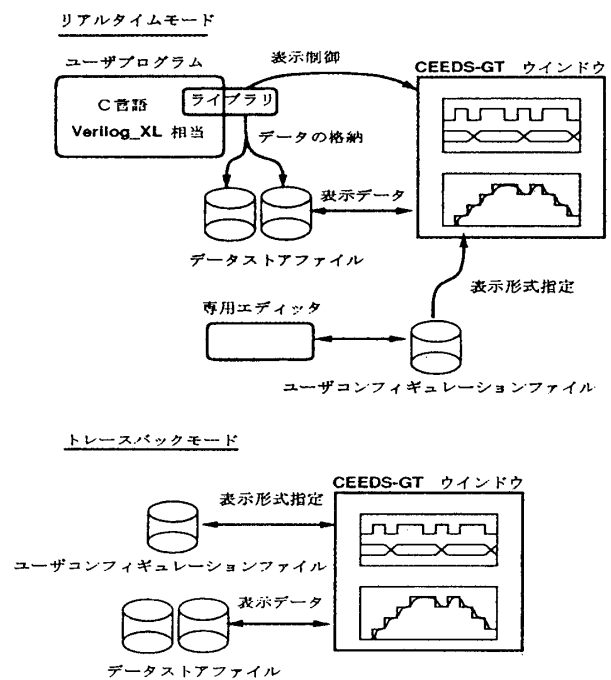 リアルタイムモード
ユーザプログラム
表示制御
CEEDS-GT ウインドウ
C言語
ライブラリ
Verilog_XL 相当
データの格納
表示データ
データストアファイル
表示形式指定
専用エディッタ
ユーザコンフィギュレーションファイル
トレースバックモード
CEEDS-GT ウインドウ
表示形式指定
ユーザコンフィギュレーションファイル
表示データ
データストアファイル